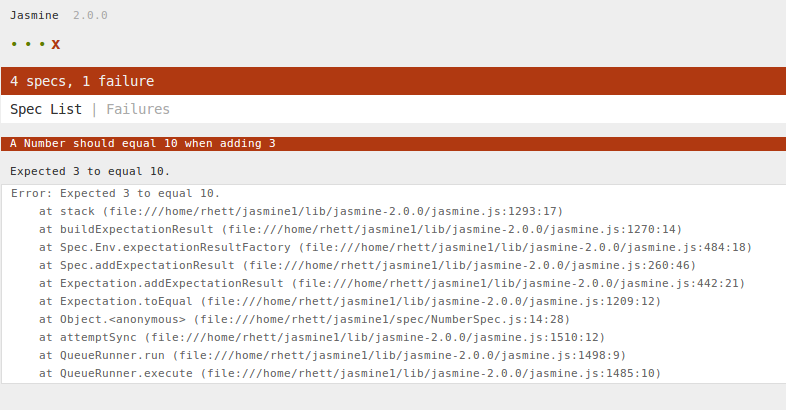 Jasmine 2.0.0
• • • x
4 specs, 1 failure
Spec List | Failures
A Number should equal 10 when adding 3
Expected 3 to equal 10.
Error: Expected 3 to equal 10.
    at stack (file:///home/rhett/jasmine1/lib/jasmine-2.0.0/jasmine.js:1293:17)
    at buildExpectationResult (file:///home/rhett/jasmine1/lib/jasmine-2.0.0/jasmine.js:1270:14)
    at Spec.Env.expectationResultFactory (file:///home/rhett/jasmine1/lib/jasmine-2.0.0/jasmine.js:484:18)
    at Spec.addExpectationResult (file:///home/rhett/jasmine1/lib/jasmine-2.0.0/jasmine.js:260:46)
    at Expectation.addExpectationResult (file:///home/rhett/jasmine1/lib/jasmine-2.0.0/jasmine.js:442:21)
    at Expectation.toEqual (file:///home/rhett/jasmine1/lib/jasmine-2.0.0/jasmine.js:1209:12)
    at Object.<anonymous> (file:///home/rhett/jasmine1/spec/NumberSpec.js:14:28)
    at attemptSync (file:///home/rhett/jasmine1/lib/jasmine-2.0.0/jasmine.js:1510:12)
    at QueueRunner.run (file:///home/rhett/jasmine1/lib/jasmine-2.0.0/jasmine.js:1498:9)
    at QueueRunner.execute (file:///home/rhett/jasmine1/lib/jasmine-2.0.0/jasmine.js:1485:10)